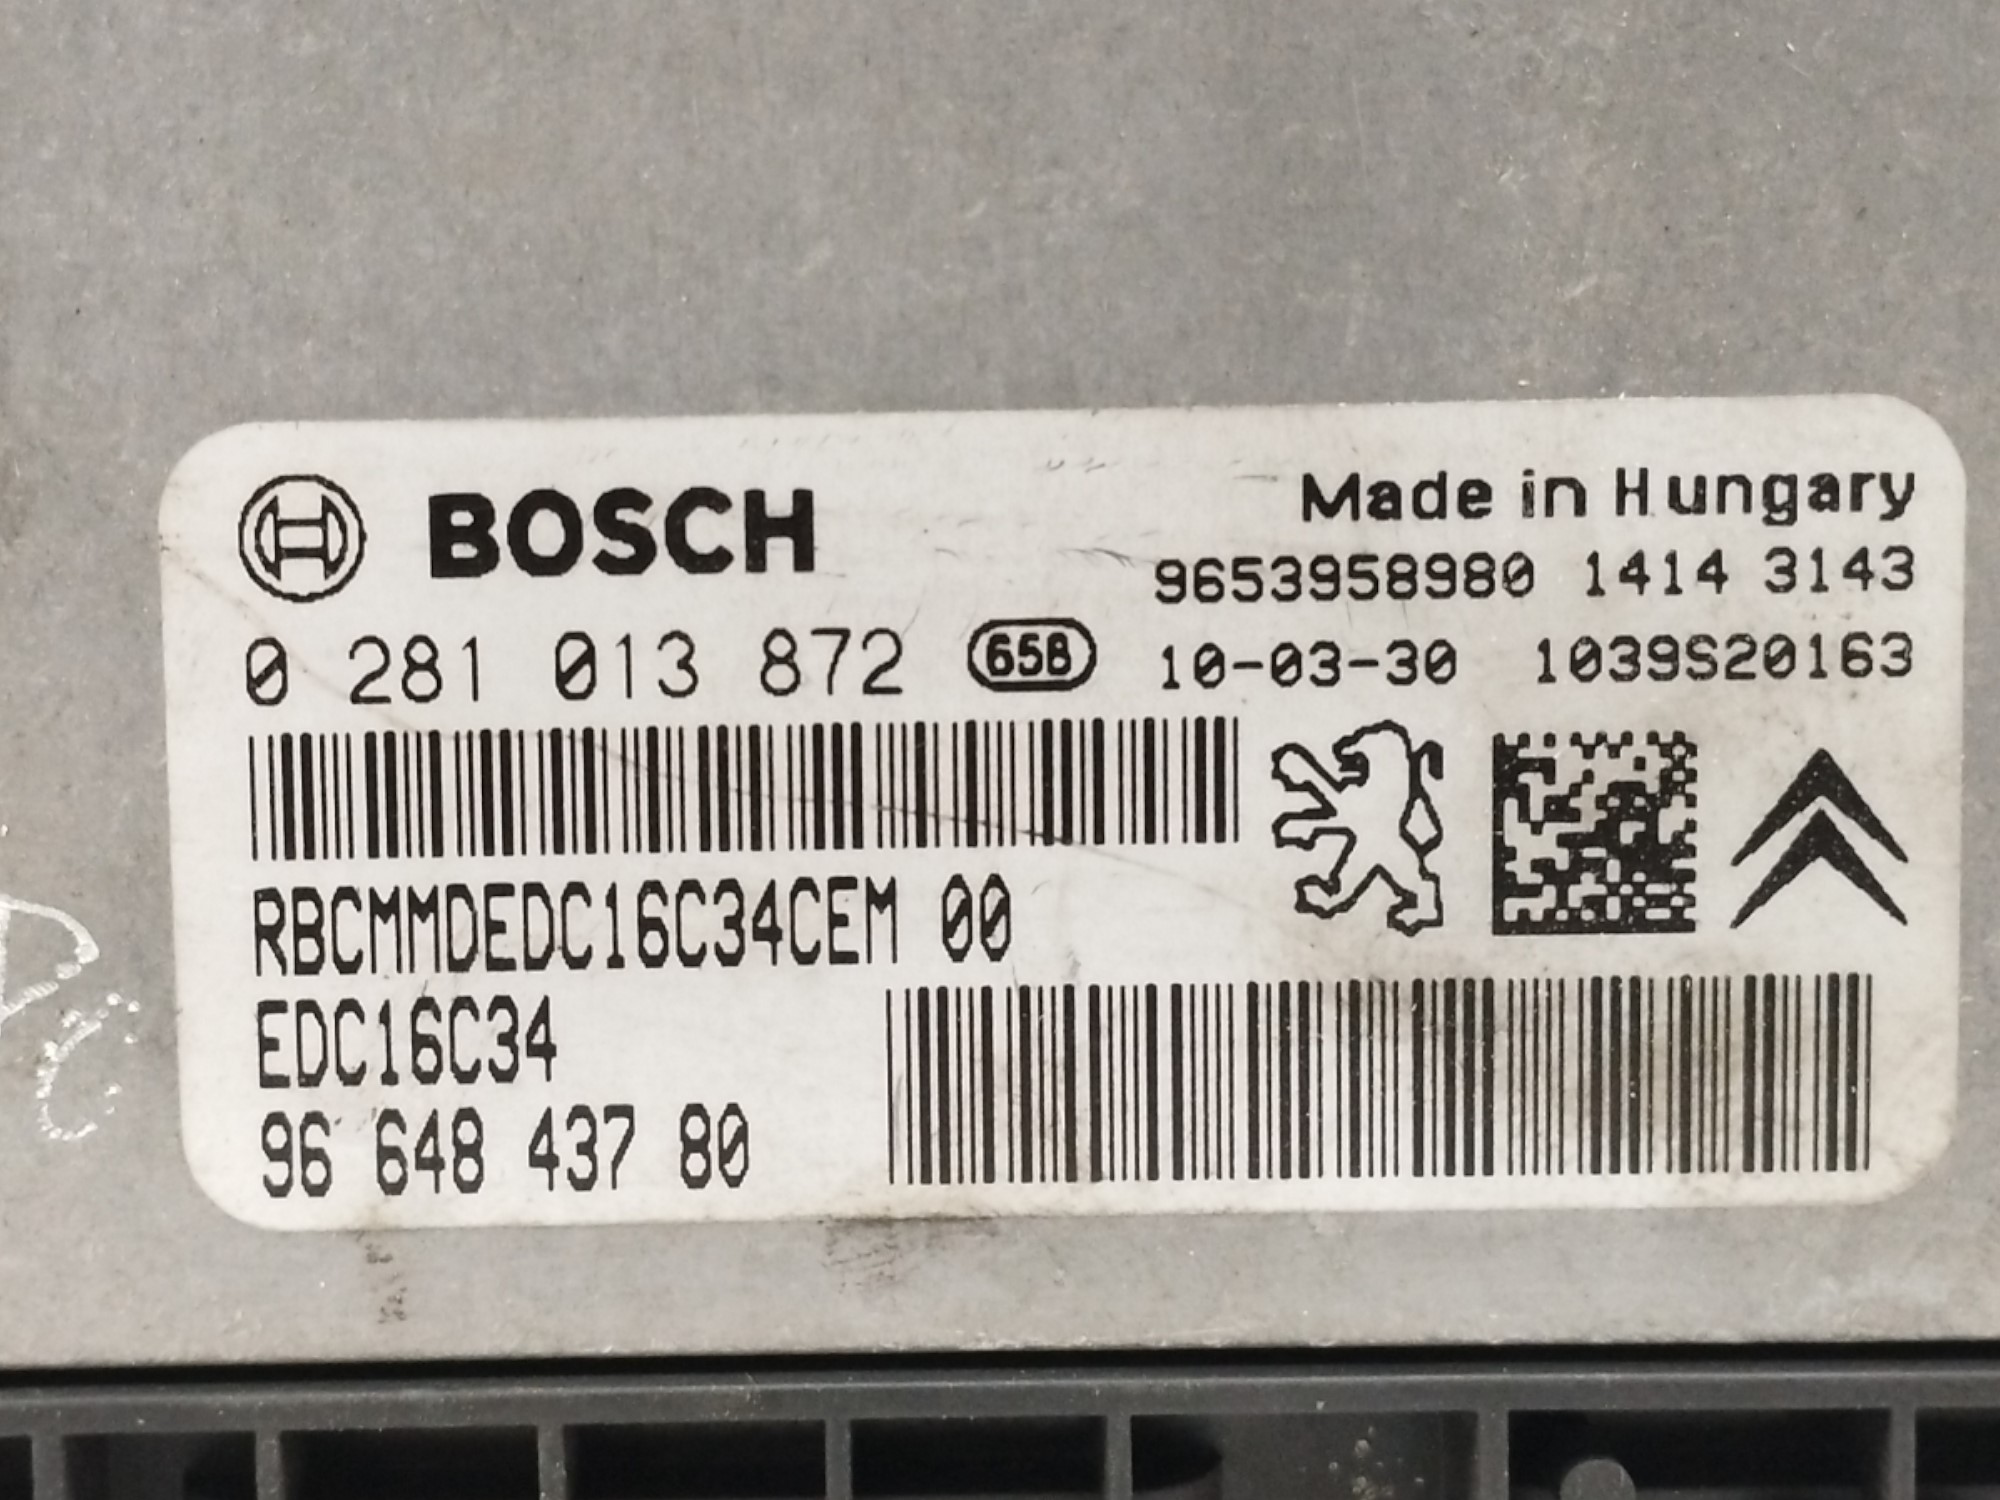 BOSCH
Made in Hungary
9653958980 1414 3143
0 281 013 872 658 10-03-30 1039S20163
RBCMMDEDC16C34CEM 00
EDC16C34
96 648 437 80